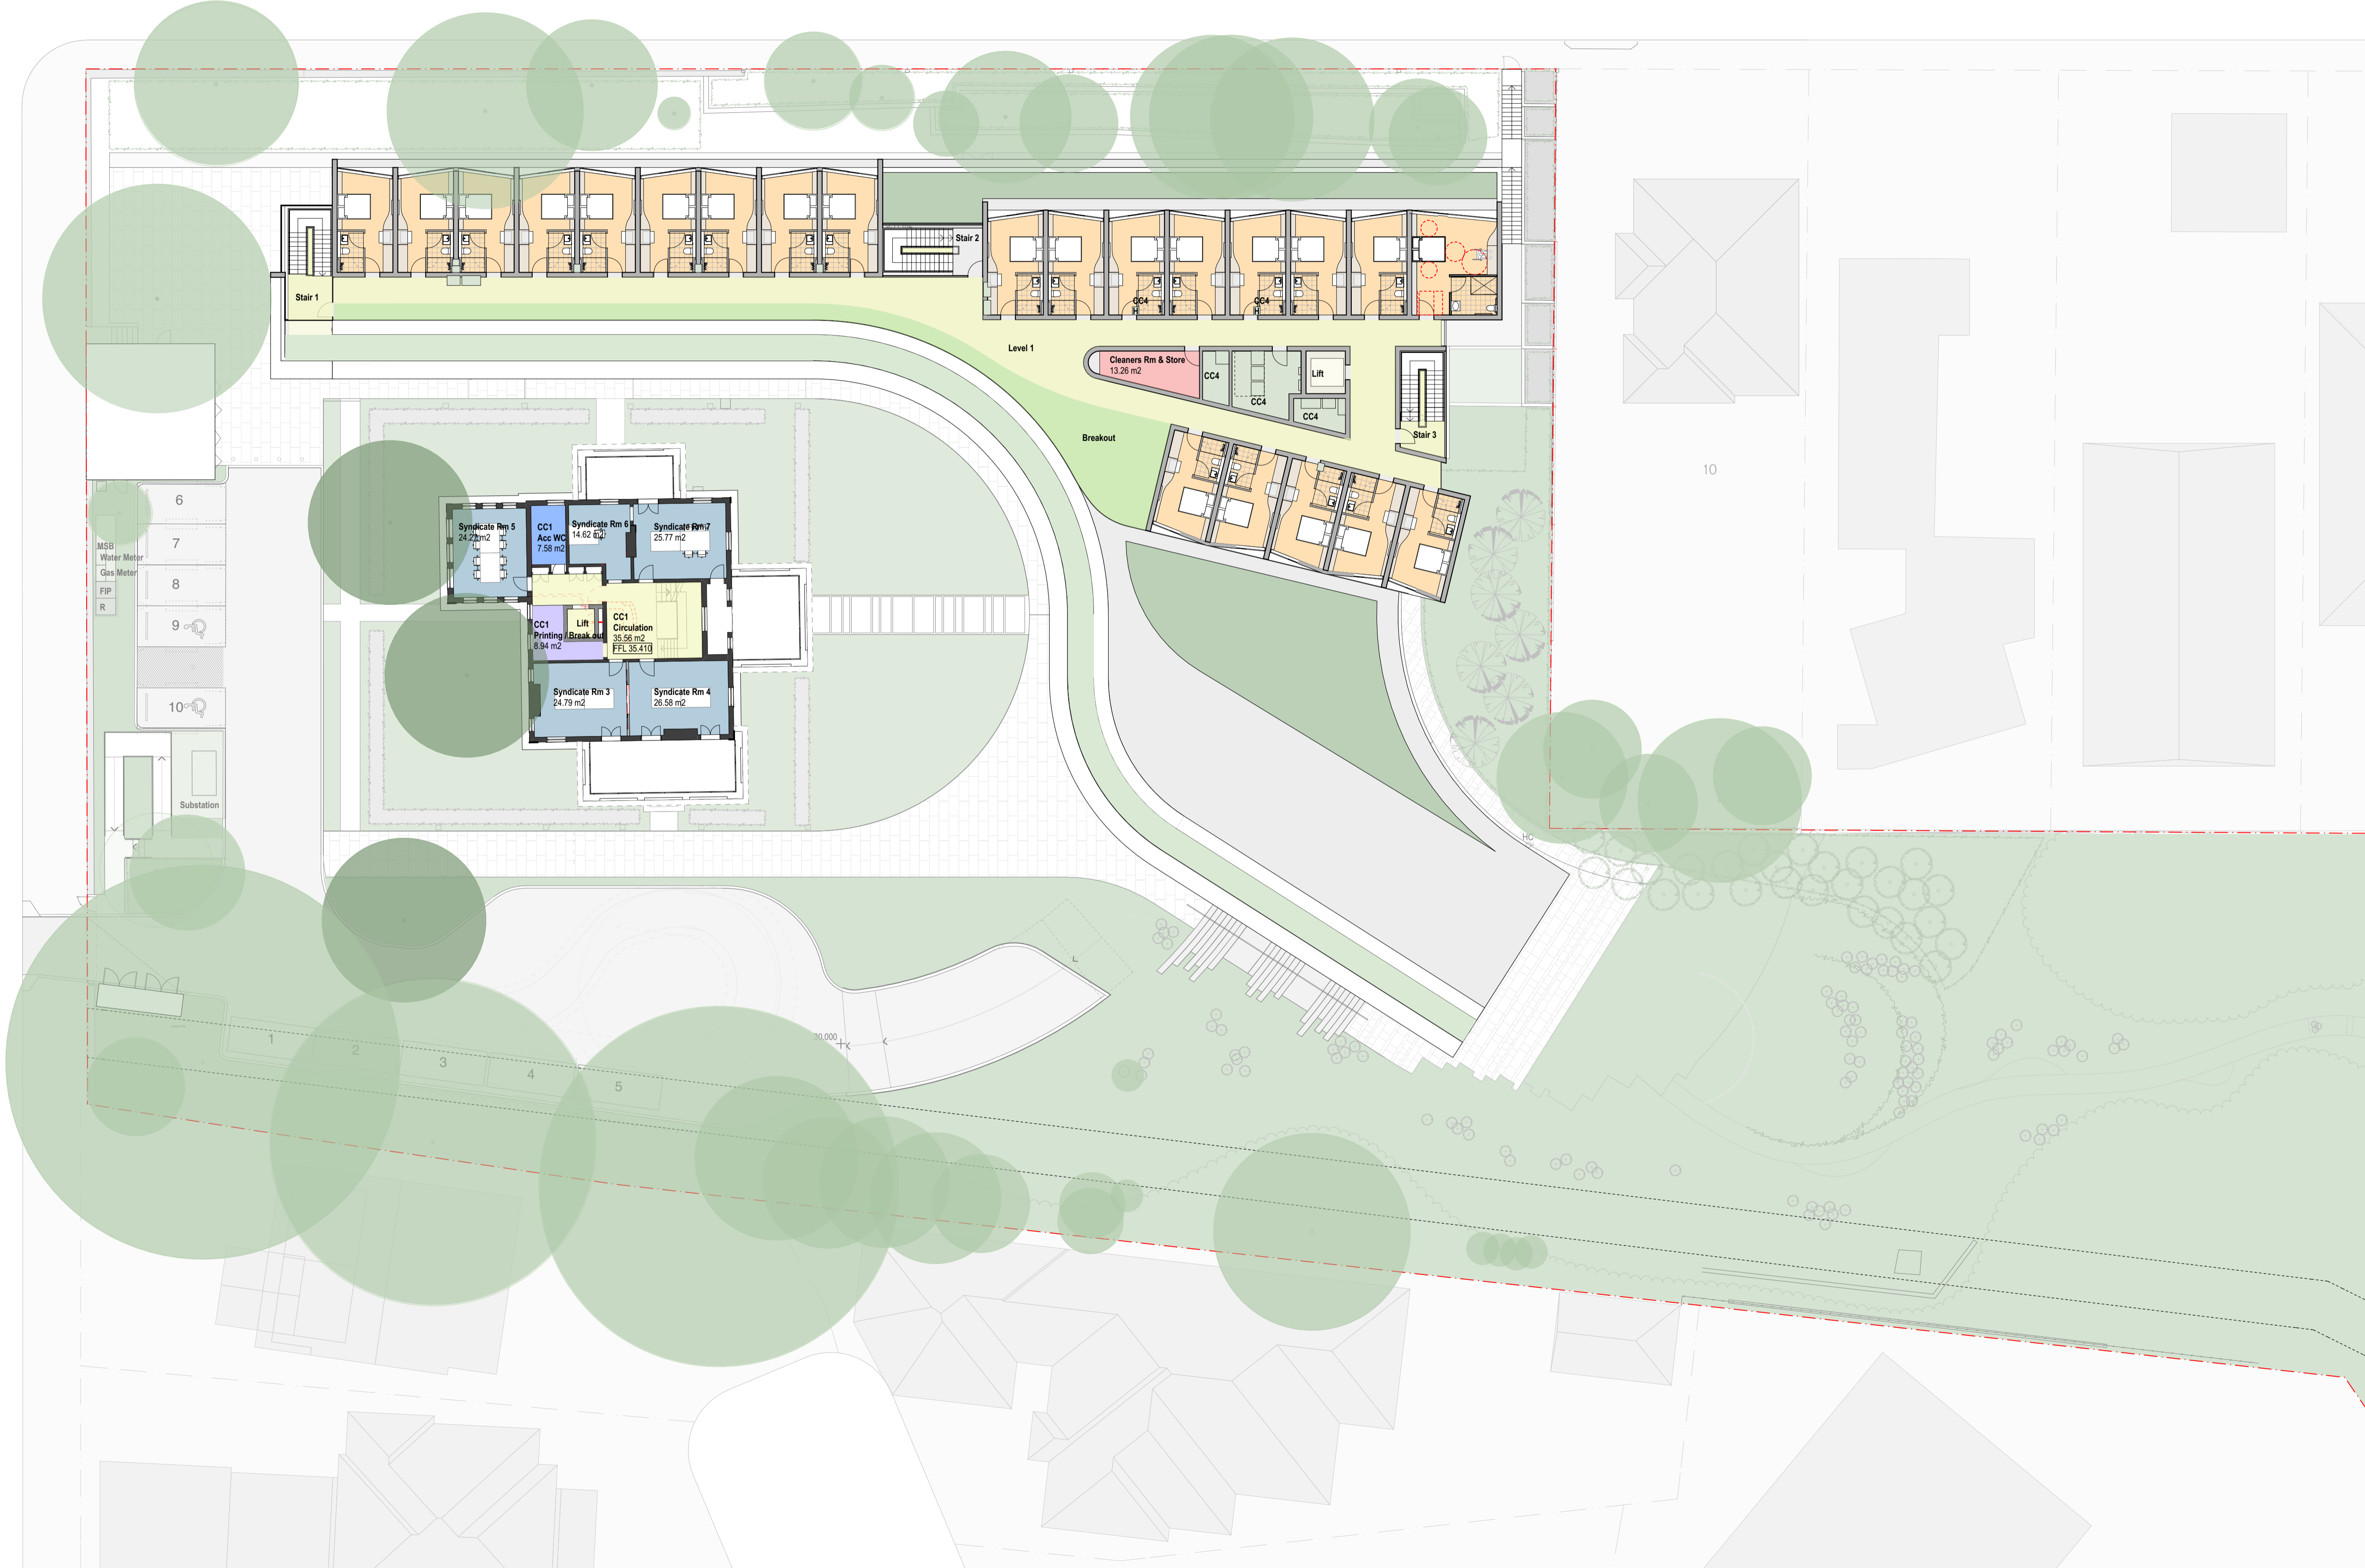 Stair 1
Stair 2
CC4
CC4
Level 1
Cleaners Rm & Store
13.26 m2
CC4
CC4
CC4
Lift
Stair 3
Breakout
10
6
7
8
9
10
MSB
Water Meter
Gas Meter
FIP
R
Substation
Syndicate Rm 5
CC1
Acc WC
7.58 m2
Syndicate Rm 6
14.62 m2
Syndicate Rm 7
25.77 m2
CC1
Printing / Break out
8.94 m2
Lift
CC1
Circulation
35.56 m2
FFL 35.410
Syndicate Rm 3
24.79 m2
Syndicate Rm 4
26.58 m2
HC
1
2
3
4
5